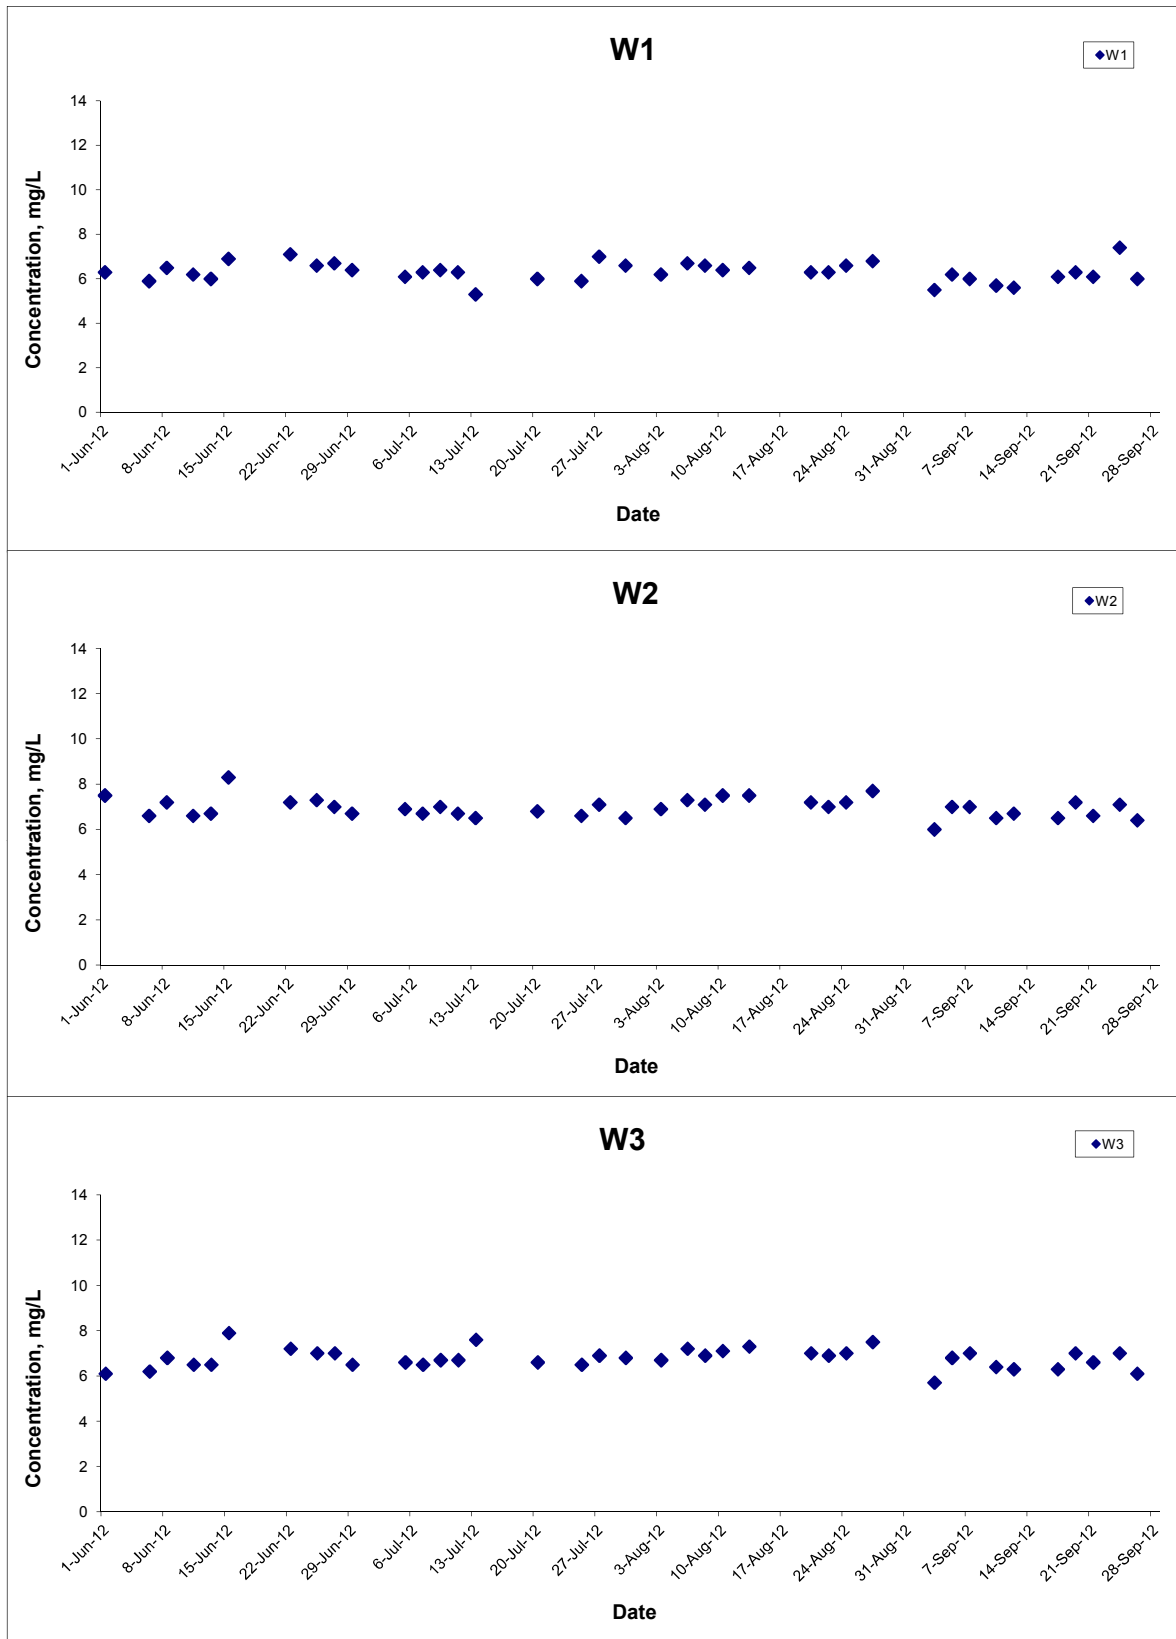 W1
W1
14
12
10
8
6
4
2
0
Concentration, mg/L
1-Jun-12
8-Jun-12
15-Jun-12
22-Jun-12
29-Jun-12
6-Jul-12
13-Jul-12
20-Jul-12
27-Jul-12
3-Aug-12
10-Aug-12
17-Aug-12
24-Aug-12
31-Aug-12
7-Sep-12
14-Sep-12
21-Sep-12
28-Sep-12
Date
W2
W2
14
12
10
8
6
4
2
0
Concentration, mg/L
1-Jun-12
8-Jun-12
15-Jun-12
22-Jun-12
29-Jun-12
6-Jul-12
13-Jul-12
20-Jul-12
27-Jul-12
3-Aug-12
10-Aug-12
17-Aug-12
24-Aug-12
31-Aug-12
7-Sep-12
14-Sep-12
21-Sep-12
28-Sep-12
Date
W3
W3
14
12
10
8
6
4
2
0
Concentration, mg/L
1-Jun-12
8-Jun-12
15-Jun-12
22-Jun-12
29-Jun-12
6-Jul-12
13-Jul-12
20-Jul-12
27-Jul-12
3-Aug-12
10-Aug-12
17-Aug-12
24-Aug-12
31-Aug-12
7-Sep-12
14-Sep-12
21-Sep-12
28-Sep-12
Date